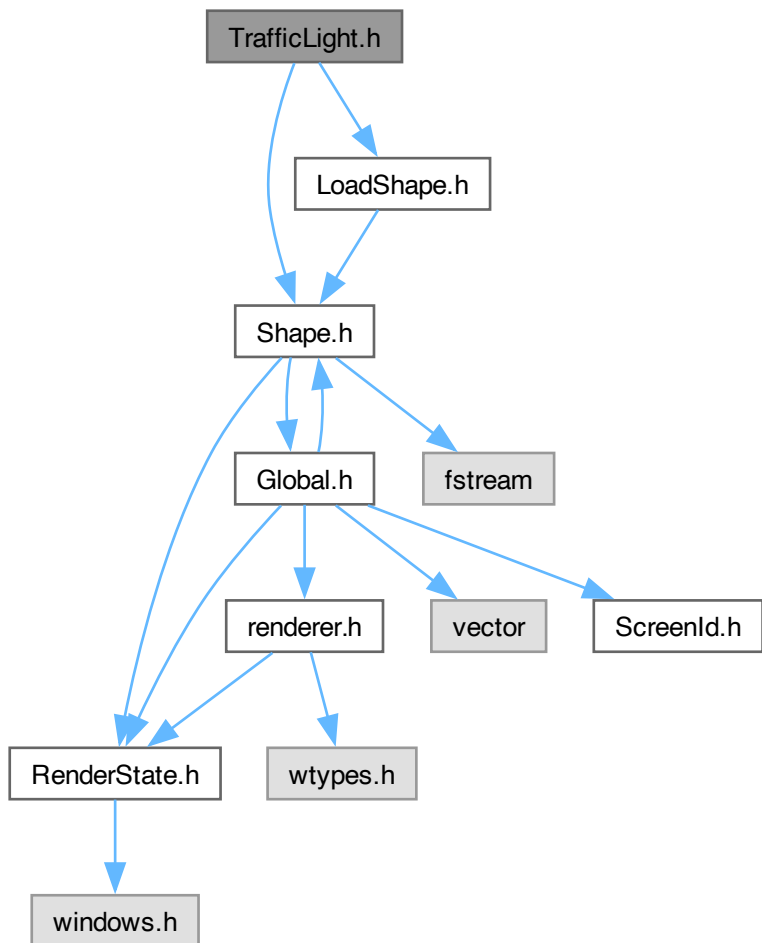 TrafficLight.h
LoadShape.h
Shape.h
Global.h
fstream
renderer.h
vector
ScreenId.h
RenderState.h
wtypes.h
windows.h